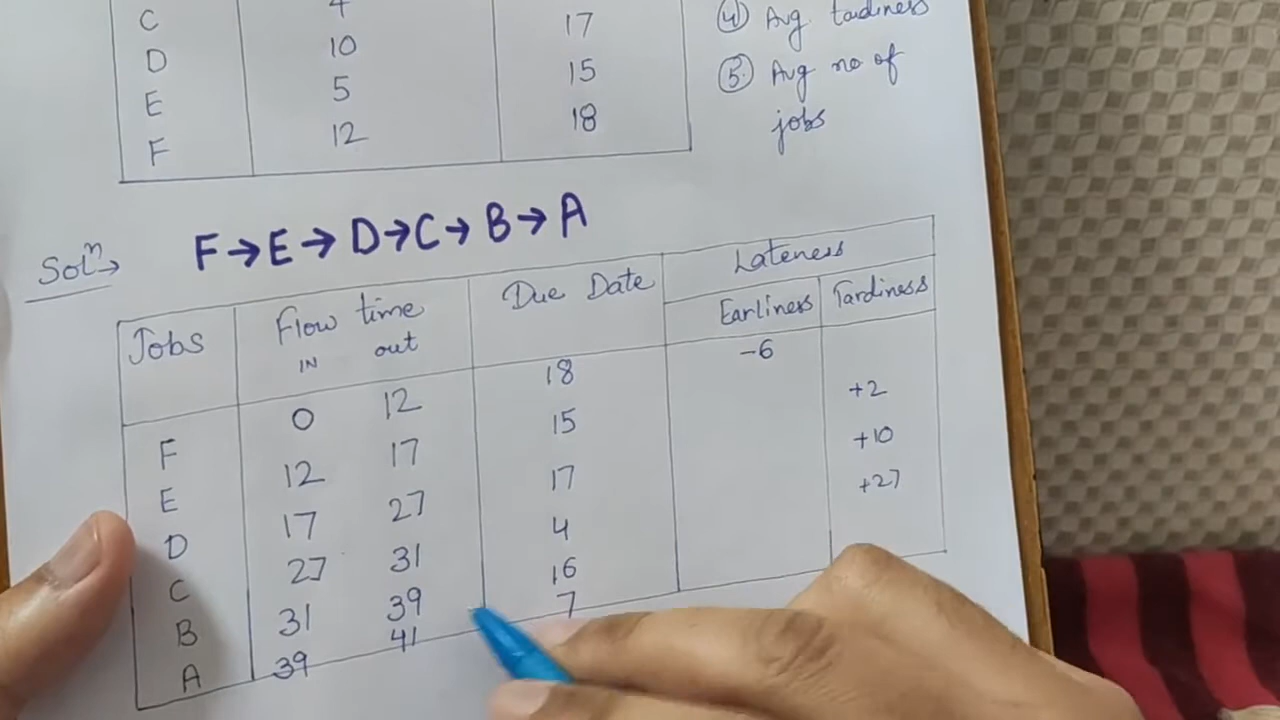 C 4 17
D 10 15
E 5 18
F 12
④ Avg tardiness
⑤ Avg no of
jobs
Solⁿ→ F→E→D→C→B→A
Jobs Flow time Due Date Lateness
IN out Earliness Tardiness
F 0 12 18 -6
E 12 17 15 +2
D 17 27 17 +10
C 27 31 4 +27
B 31 39 16
A 39 41 7